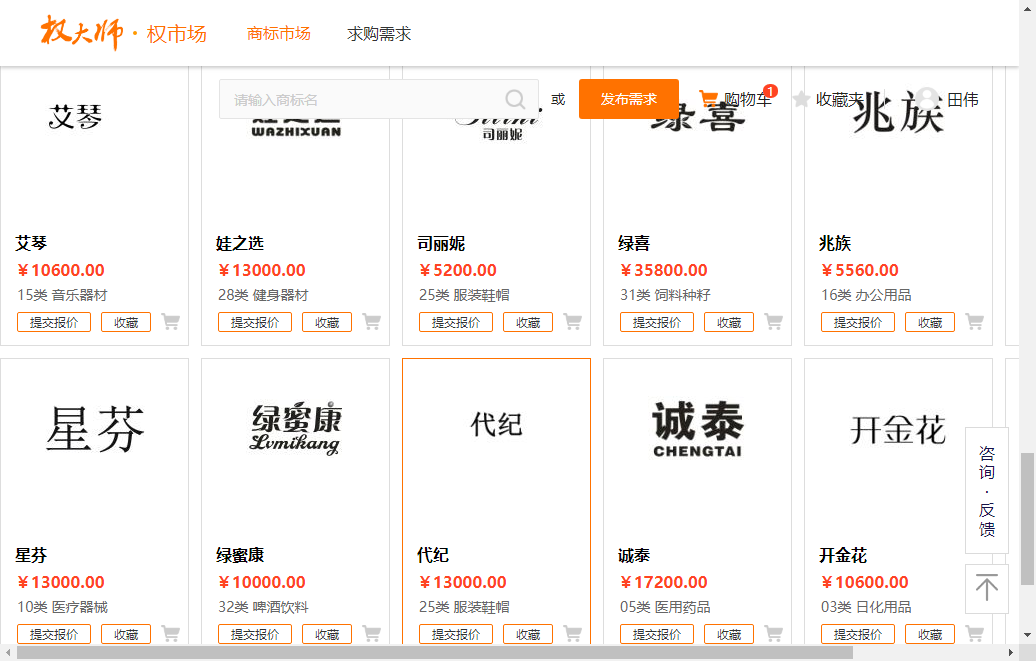 权大师·权市场 商标市场 求购需求
请输入商标名 或 发布需求 购物车 1 收藏夹 田伟
艾琴 娃之选 绿喜 兆族
WAZHIXUAN 司丽妮
艾琴 娃之选 司丽妮 绿喜 兆族
￥10600.00 ￥13000.00 ￥5200.00 ￥35800.00 ￥5560.00
15类 音乐器材 28类 健身器材 25类 服装鞋帽 31类 饲料种籽 16类 办公用品
提交报价 收藏 提交报价 收藏 提交报价 收藏 提交报价 收藏 提交报价 收藏
星芬 绿蜜康 代纪 诚泰 开金花
Lvmikang CHENGTAI
咨询·反馈
星芬 绿蜜康 代纪 诚泰 开金花
￥13000.00 ￥10000.00 ￥13000.00 ￥17200.00 ￥10600.00
10类 医疗器械 32类 啤酒饮料 25类 服装鞋帽 05类 医用药品 03类 日化用品
提交报价 收藏 提交报价 收藏 提交报价 收藏 提交报价 收藏 提交报价 收藏